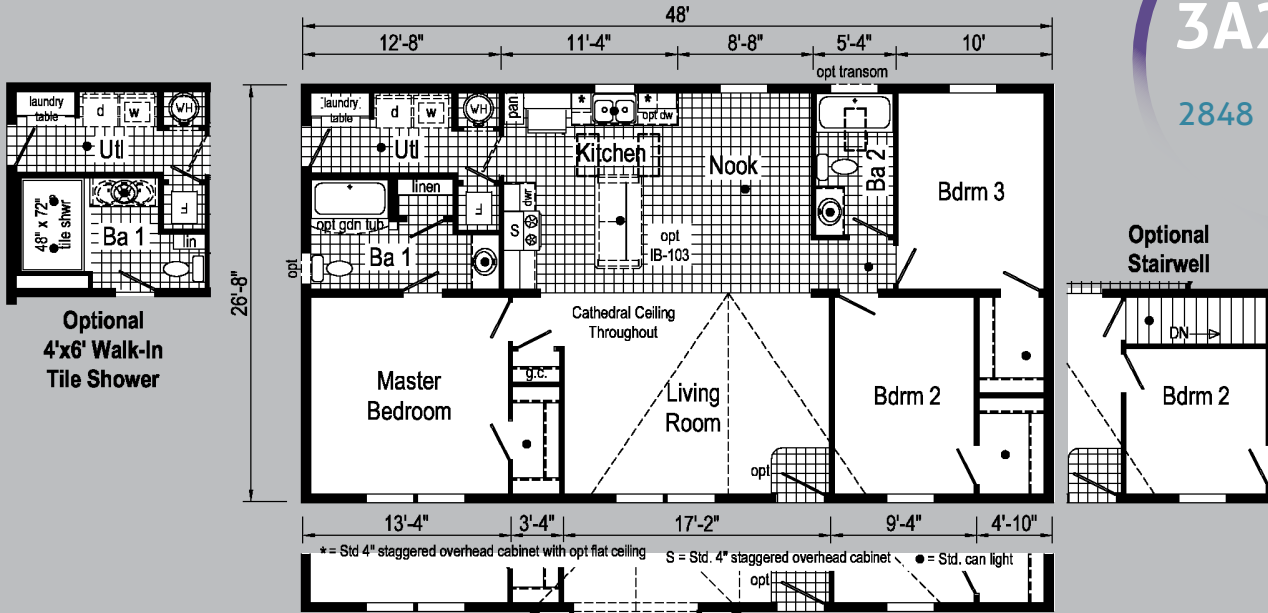 48'
3A2
12'-8"
11'-4"
8'-8"
5'-4"
10'
2848
opt transom
laundry
table
d
w
WH
Utl
48" x 72"
tile shwr
Ba 1
F
lin
Optional
4'x6' Walk-In
Tile Shower
26'-8"
laundry
table
d
w
WH
Utl
pan
*
*
opt dw
Kitchen
Nook
Ba 2
Bdrm 3
linen
F
opt gdn tub
Ba 1
opt
dwr
S
opt
IB-103
Cathedral Ceiling
Throughout
Master
Bedroom
g.c.
Living
Room
opt
Bdrm 2
Optional
Stairwell
DN
Bdrm 2
13'-4"
3'-4"
17'-2"
9'-4"
4'-10"
* = Std 4" staggered overhead cabinet with opt flat ceiling
S = Std. 4" staggered overhead cabinet
● = Std. can light
opt